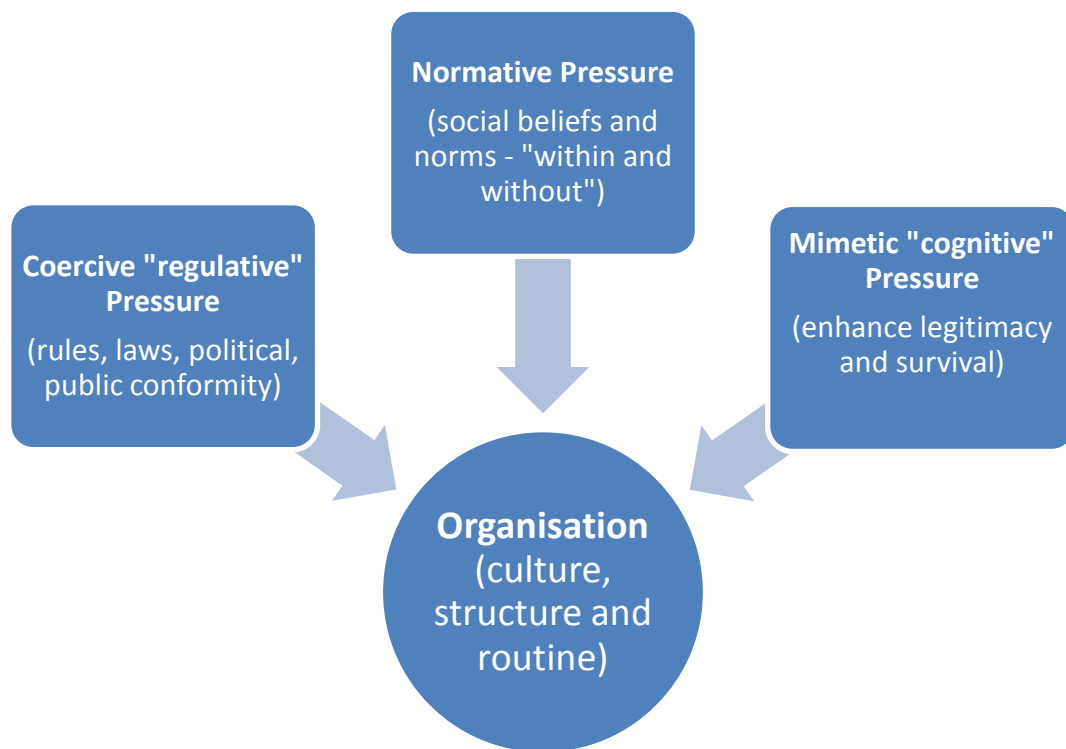 Normative Pressure
(social beliefs and
norms - "within and
without")
Coercive "regulative"
Pressure
(rules, laws, political,
public conformity)
Mimetic "cognitive"
Pressure
(enhance legitimacy
and survival)
Organisation
(culture,
structure and
routine)